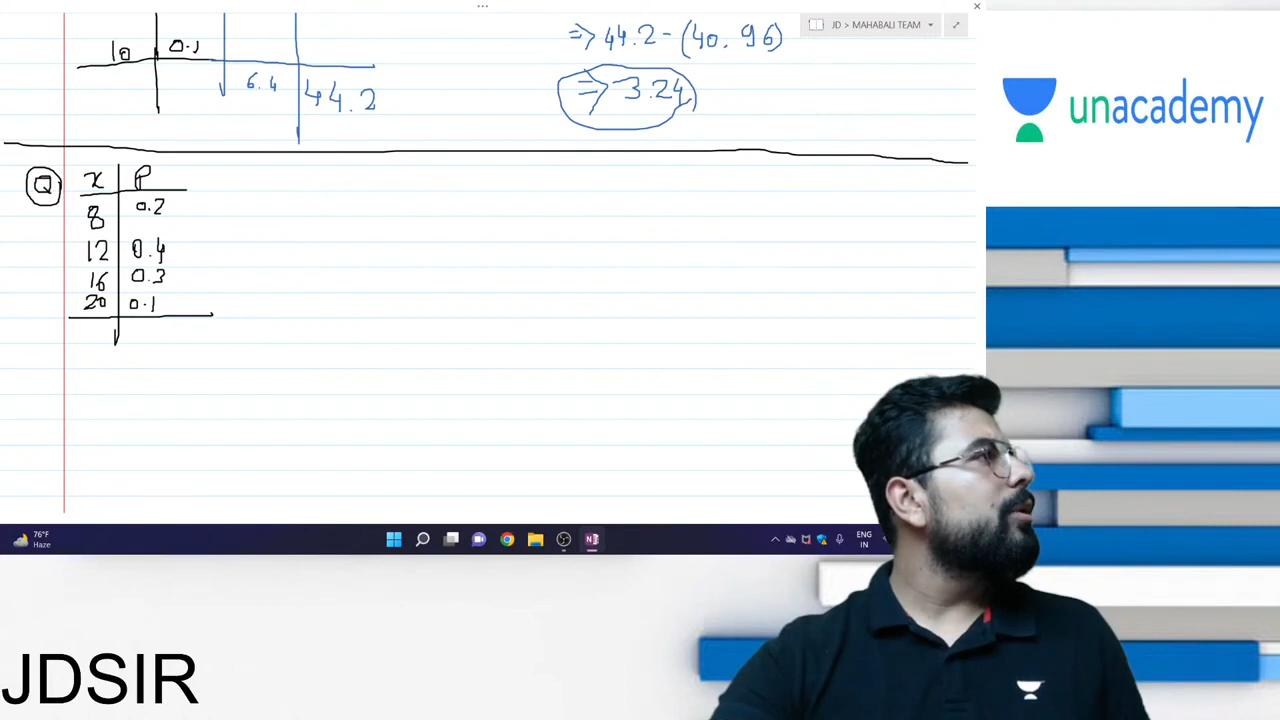 JD > MAHABALI TEAM
=> 44.2 - (40.96)
10 0.1
6.4 44.2
=> 3.24
unacademy
Q x P
8 0.2
12 0.4
16 0.3
20 0.1
76°F
Haze
ENG
IN
JDSIR